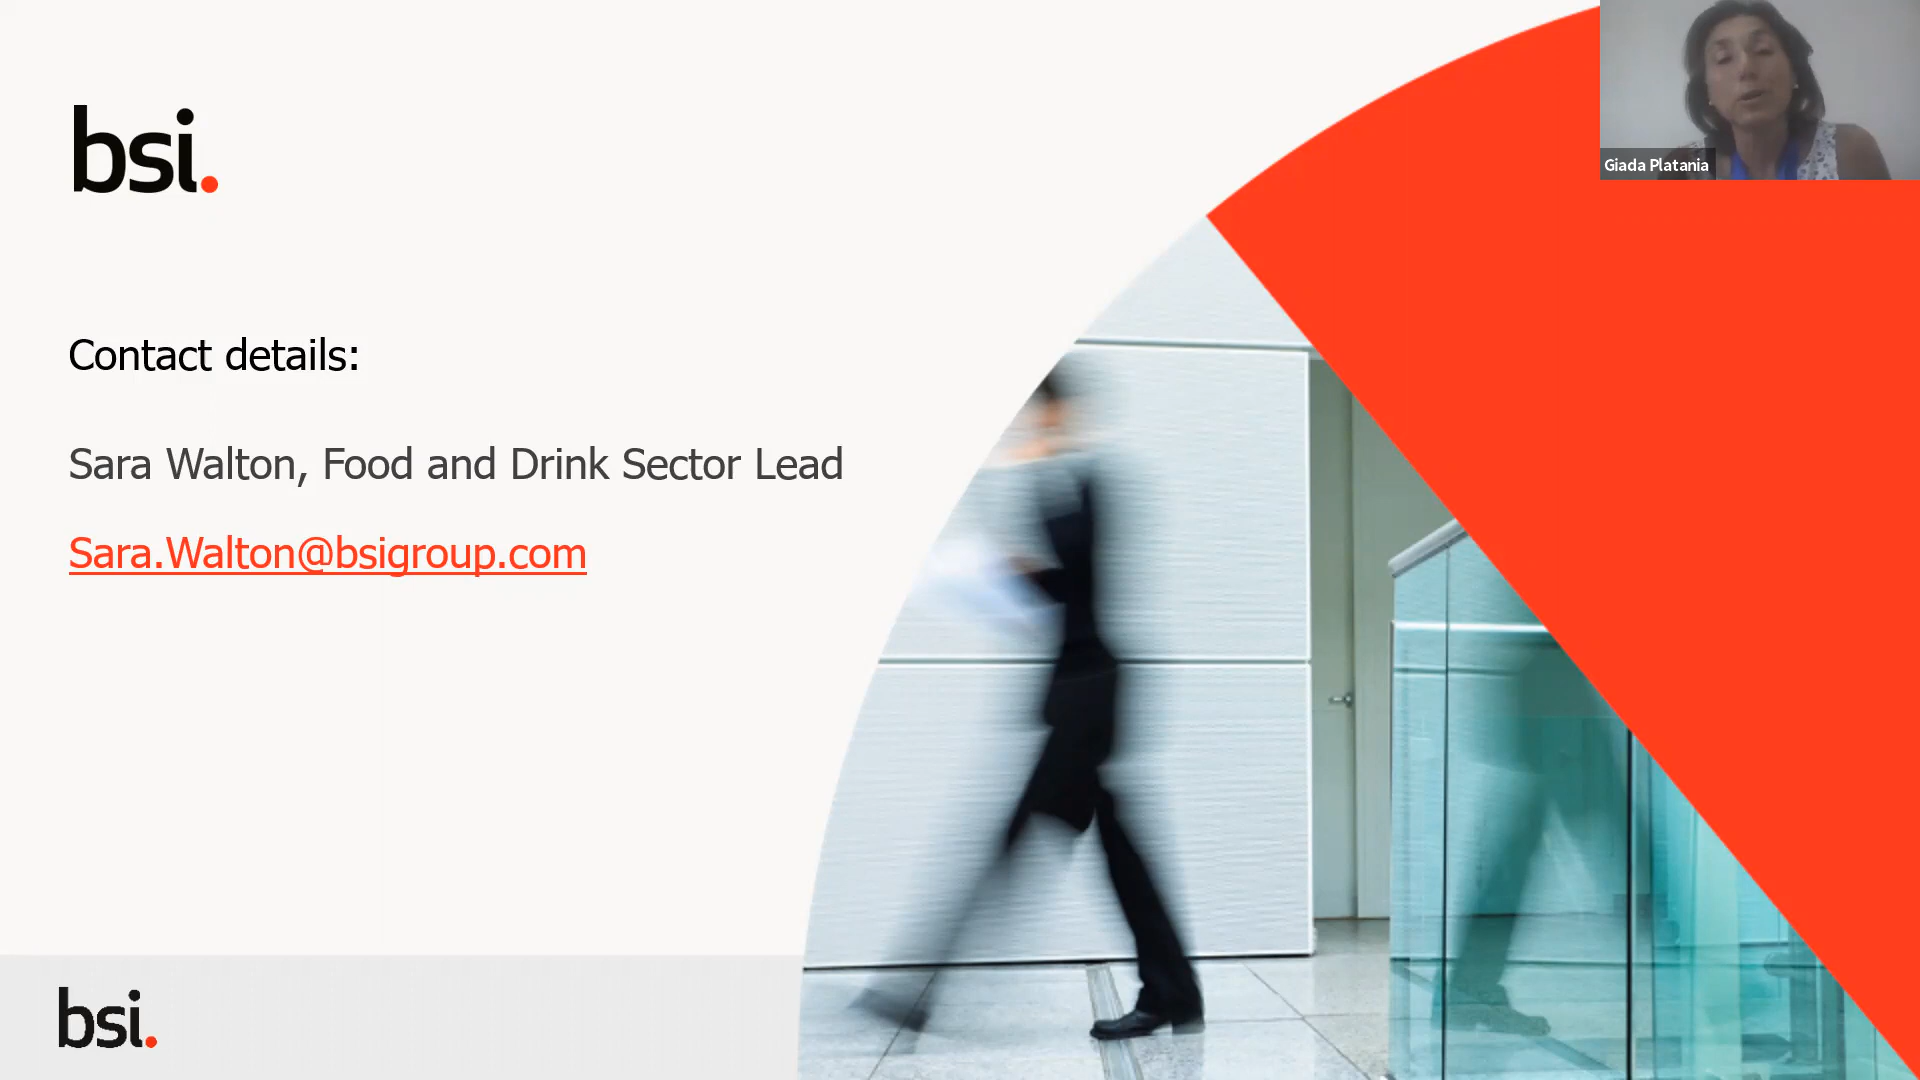 bsi.
Giada Platania
Contact details:
Sara Walton, Food and Drink Sector Lead
Sara.Walton@bsigroup.com
bsi.